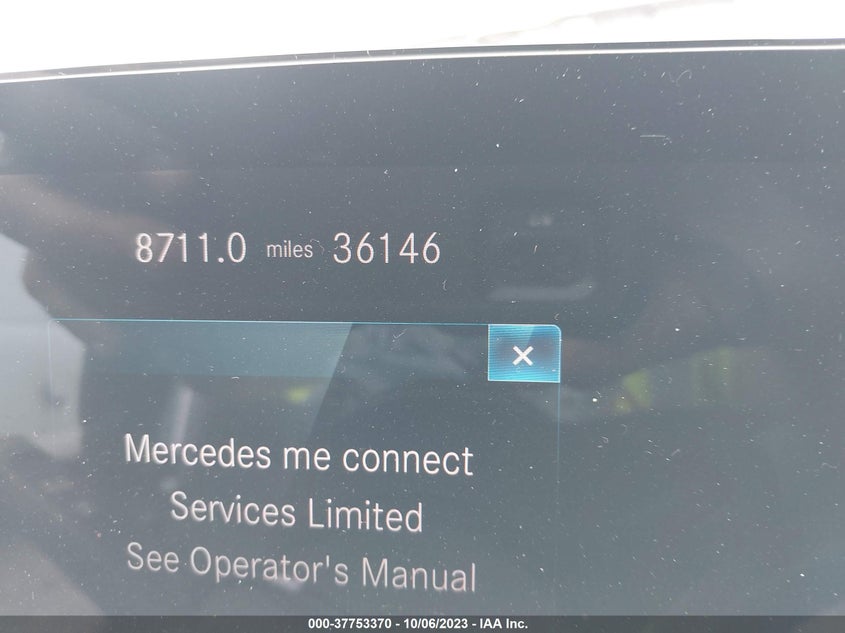 8711.0 miles 36146
Mercedes me connect
Services Limited
See Operator's Manual
000-37753370 - 10/06/2023 - IAA Inc.